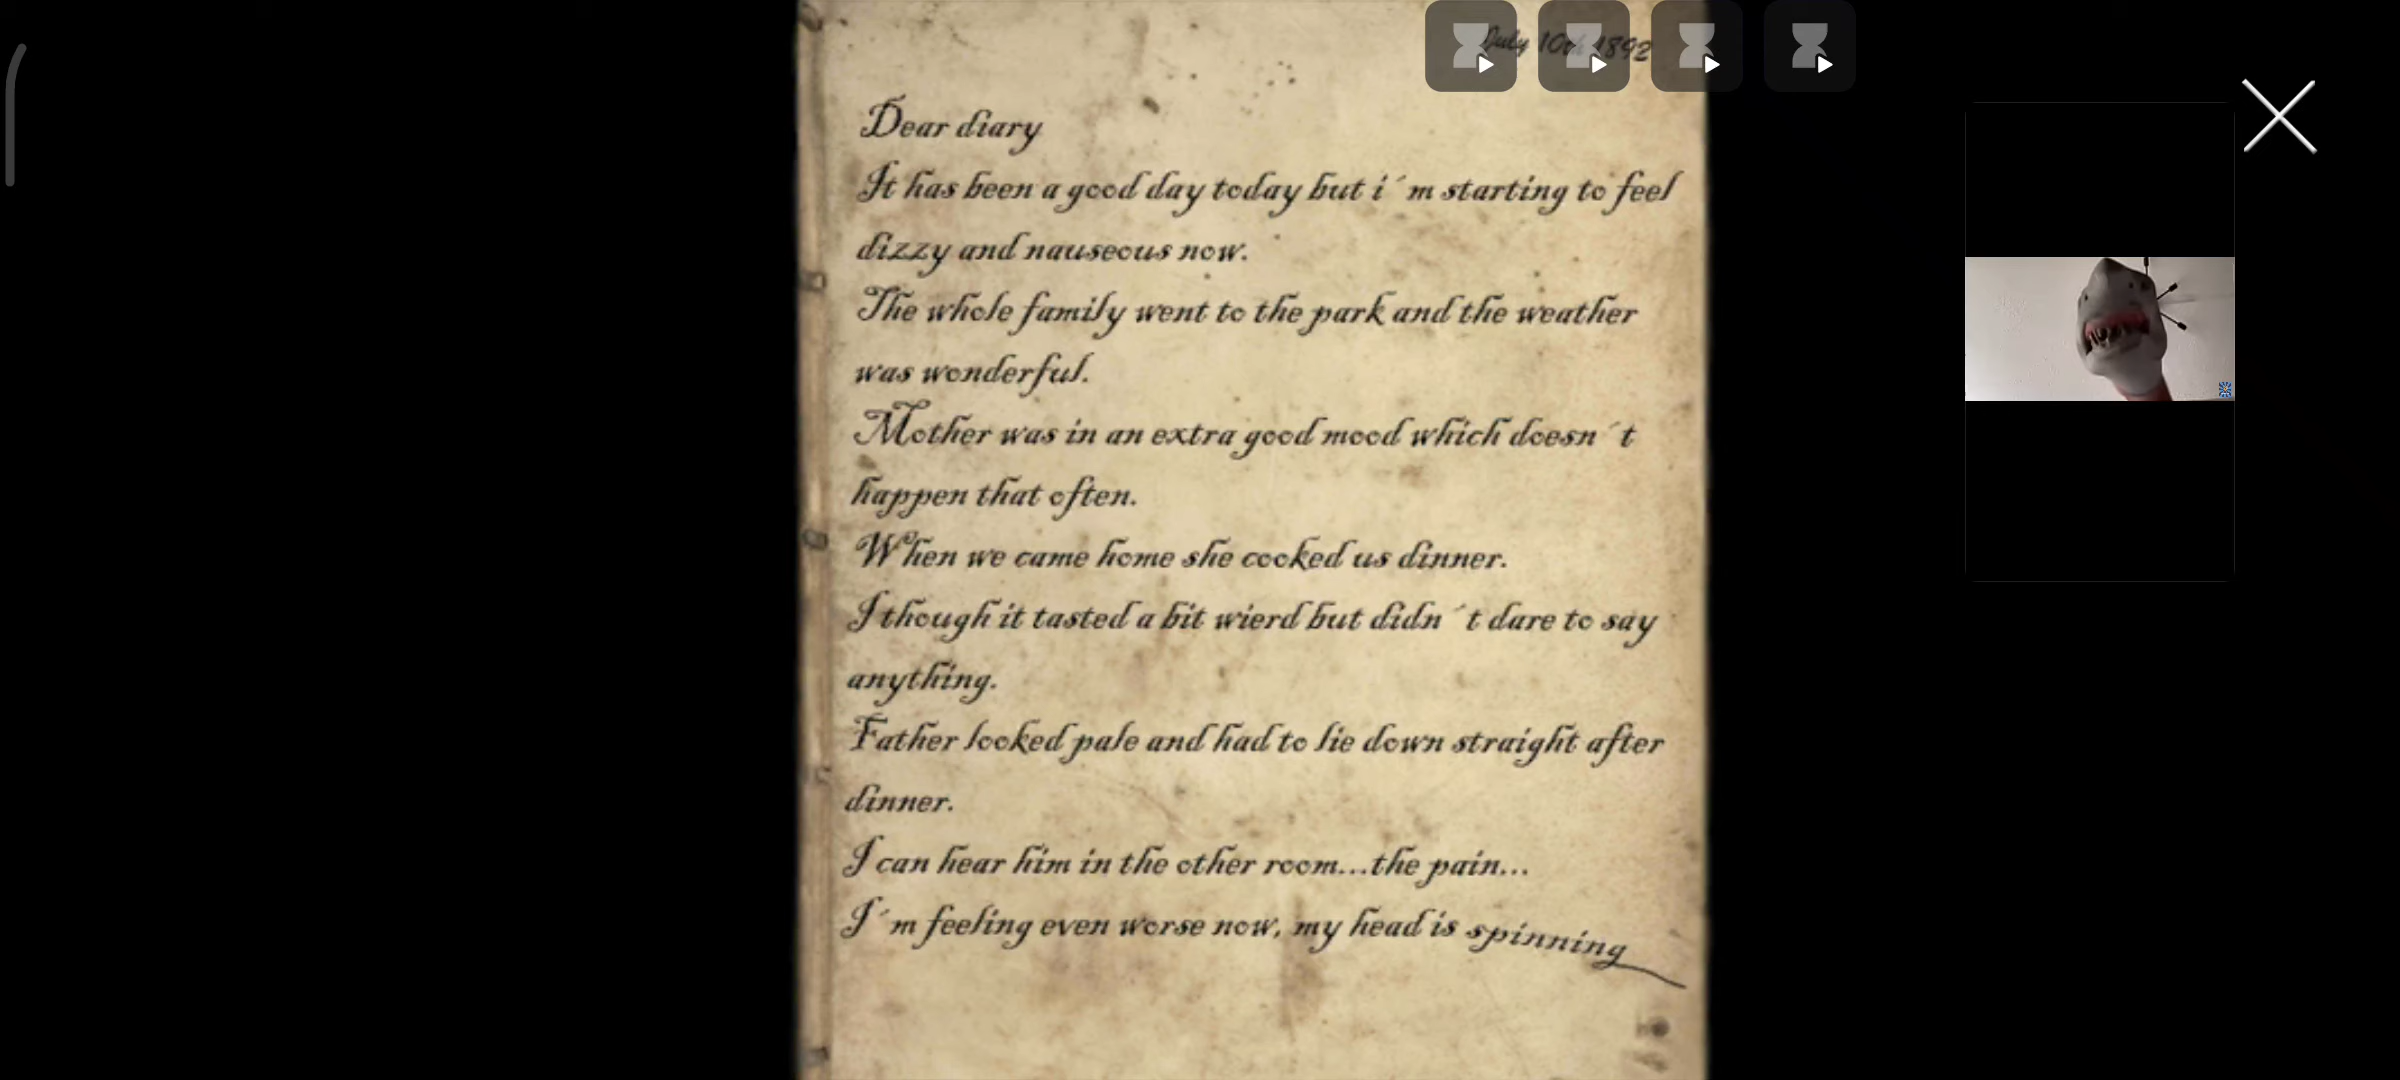 July 10th 1892
Dear diary
It has been a good day today but i´m starting to feel
dizzy and nauseous now.
The whole family went to the park and the weather
was wonderful.
Mother was in an extra good mood which doesn´t
happen that often.
When we came home she cooked us dinner.
I though it tasted a bit wierd but didn´t dare to say
anything.
Father looked pale and had to lie down straight after
dinner.
I can hear him in the other room...the pain...
I´m feeling even worse now, my head is spinning